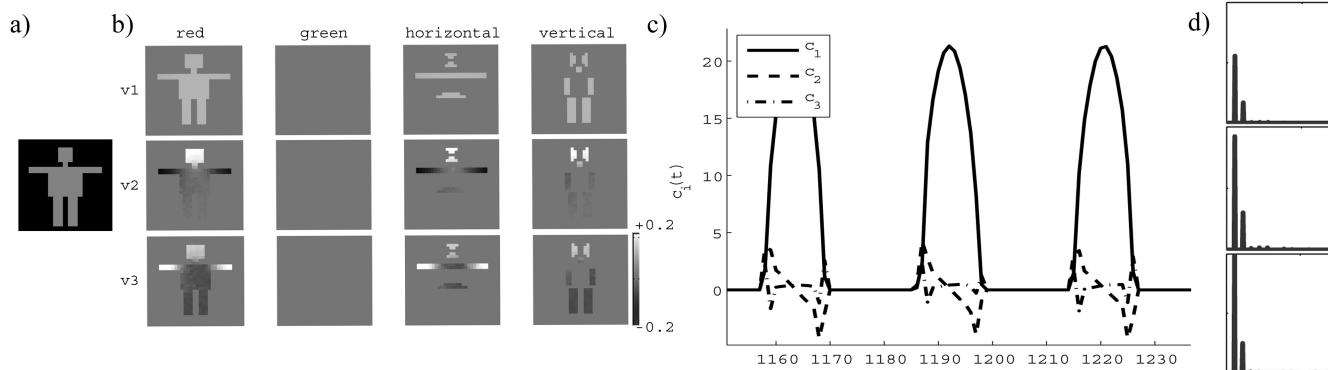 a)
b)
red
green
horizontal
vertical
v1
v2
v3
+0.2
-0.2
c)
c1
c2
c3
20
15
10
5
0
ci(t)
1160 1170 1180 1190 1200 1210 1220 1230
d)